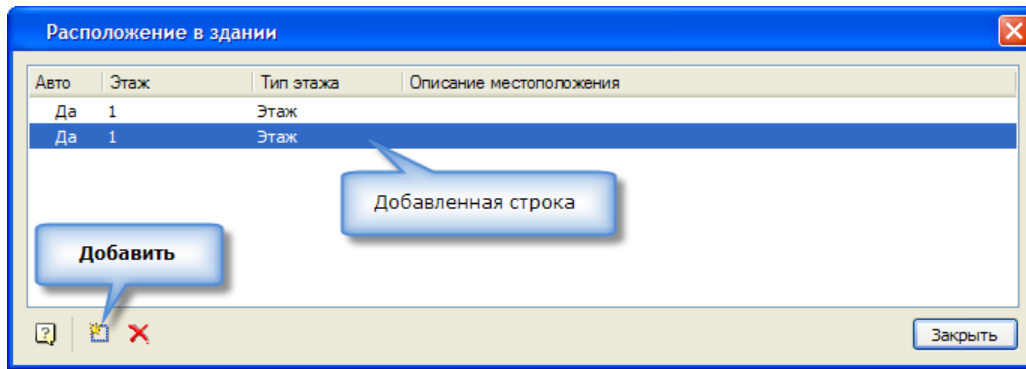 Расположение в здании
Авто Этаж Тип этажа Описание местоположения
Да 1 Этаж
Да 1 Этаж
Добавленная строка
Добавить
Закрыть